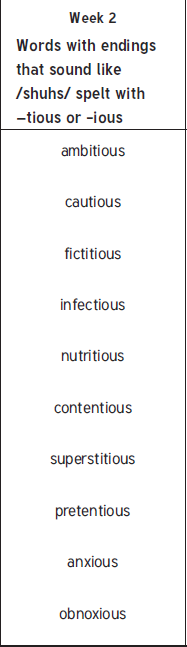 Week 2
Words with endings
that sound like
/shuhs/ spelt with
–tious or -ious
ambitious
cautious
fictitious
infectious
nutritious
contentious
superstitious
pretentious
anxious
obnoxious